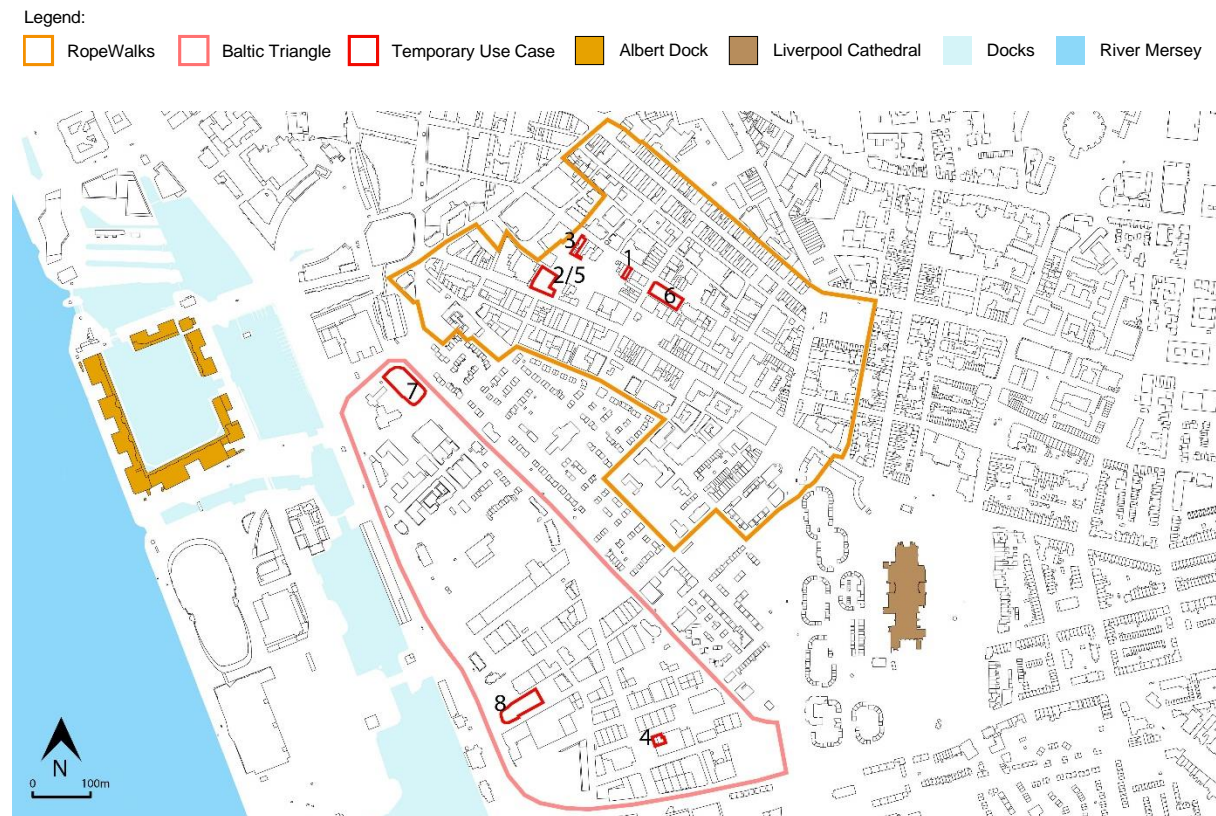 Legend:
RopeWalks Baltic Triangle Temporary Use Case Albert Dock Liverpool Cathedral Docks River Mersey
3
1
2/5
6
7
8
4
N
0 100m